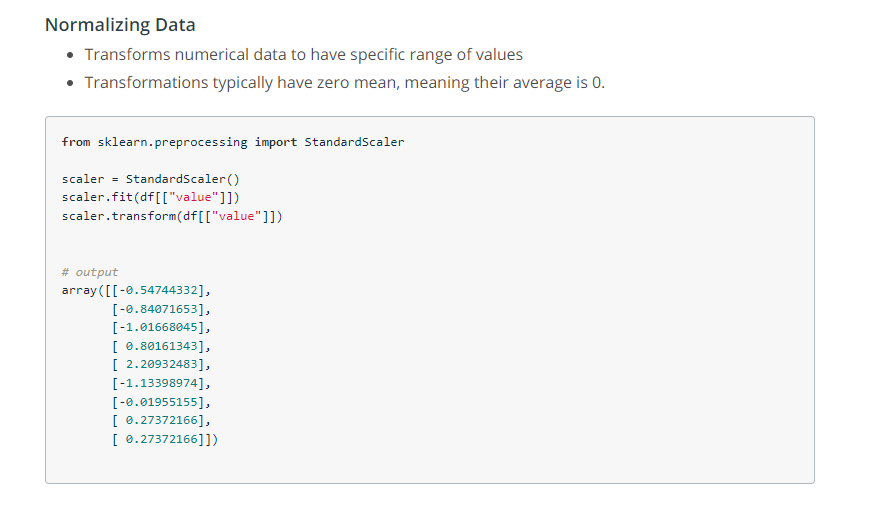 Normalizing Data
• Transforms numerical data to have specific range of values
• Transformations typically have zero mean, meaning their average is 0.
from sklearn.preprocessing import StandardScaler
scaler = StandardScaler()
scaler.fit(df[["value"]])
scaler.transform(df[["value"]])
# output
array([[-0.54744332],
       [-0.84071653],
       [-1.01668045],
       [ 0.80161343],
       [ 2.20932483],
       [-1.13398974],
       [-0.01955155],
       [ 0.27372166],
       [ 0.27372166]])